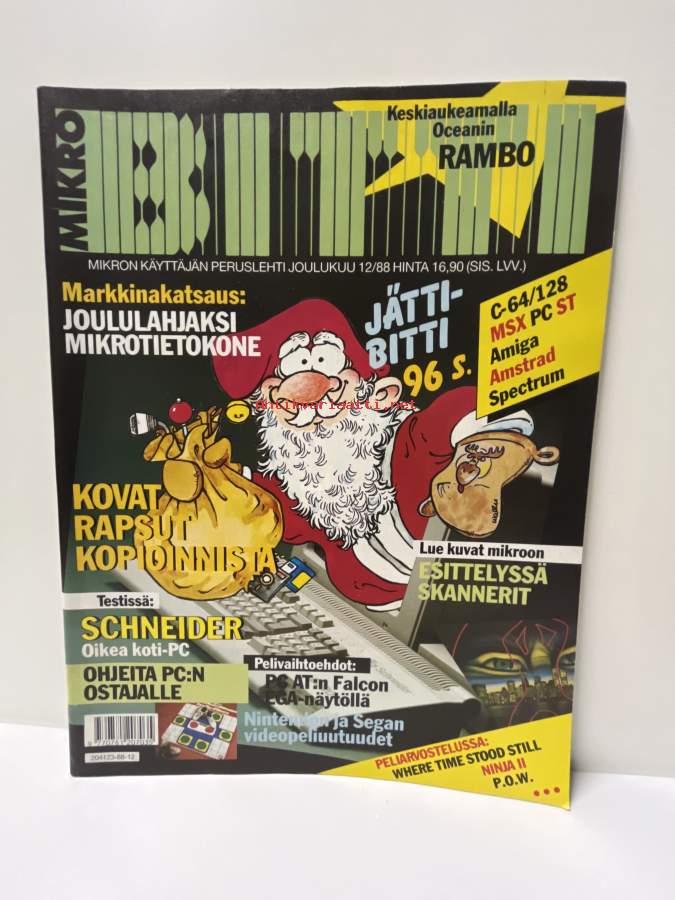 MIKRO
BITTI
Keskiaukeamalla
Oceanin
RAMBO
MIKRON KÄYTTÄJÄN PERUSLEHTI JOULUKUU 12/88 HINTA 16,90 (SIS. LVV.)
Markkinakatsaus:
JOULULAHJAKSI
MIKROTIETOKONE
JÄTTI-
BITTI
96 s.
C-64/128
MSX PC ST
Amiga
Amstrad
Spectrum
antikvariaatti.net
KOVAT
RAPSUT
KOPIOINNISTA
Lue kuvat mikroon
ESITTELYSSÄ
SKANNERIT
Testissä:
SCHNEIDER
Oikea koti-PC
OHJEITA PC:N
OSTAJALLE
Pelivaihtoehdot:
PC AT:n Falcon
EGA-näytöllä
Nintendon ja Segan
videopeliuutuudet
204123-88-12
PELIARVOSTELUSSA:
WHERE TIME STOOD STILL
NINJA II
P.O.W.
...